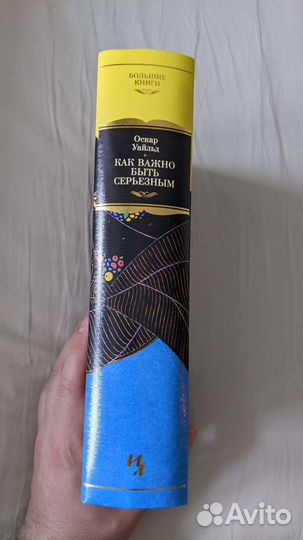 БОЛЬШИЕ
КНИГИ
Оскар
Уайльд
КАК ВАЖНО
БЫТЬ
СЕРЬЕЗНЫМ
Avito